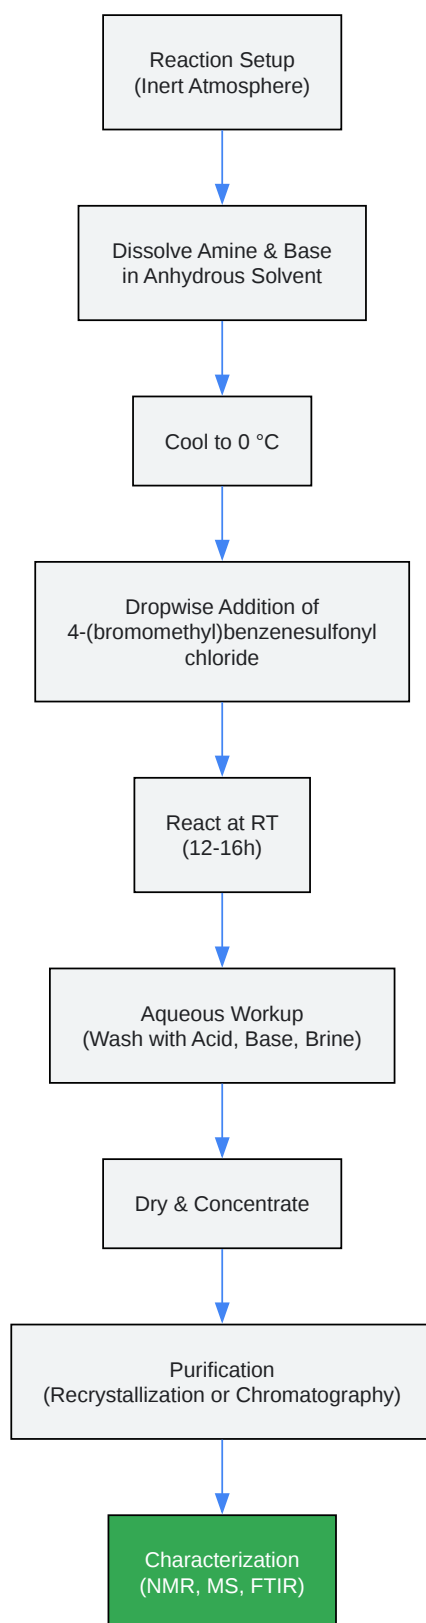 Reaction Setup
(Inert Atmosphere)
Dissolve Amine & Base
in Anhydrous Solvent
Cool to 0 °C
Dropwise Addition of
4-(bromomethyl)benzenesulfonyl
chloride
React at RT
(12-16h)
Aqueous Workup
(Wash with Acid, Base, Brine)
Dry & Concentrate
Purification
(Recrystallization or Chromatography)
Characterization
(NMR, MS, FTIR)